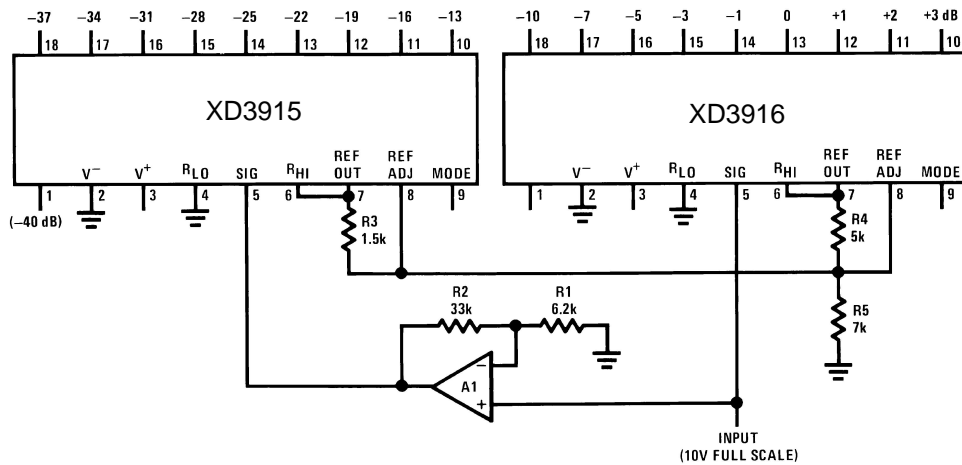 −37 −34 −31 −28 −25 −22 −19 −16 −13 −10 −7 −5 −3 −1 0 +1 +2 +3 dB
18 17 16 15 14 13 12 11 10 18 17 16 15 14 13 12 11 10
XD3915 XD3916
V− V+ RLO SIG RHI REF OUT REF ADJ MODE
V− V+ RLO SIG RHI REF OUT REF ADJ MODE
1 2 3 4 5 6 7 8 9 1 2 3 4 5 6 7 8 9
(−40 dB)
R3
1.5k
R4
5k
R2
33k
R1
6.2k
R5
7k
A1
−
+
INPUT
(10V FULL SCALE)